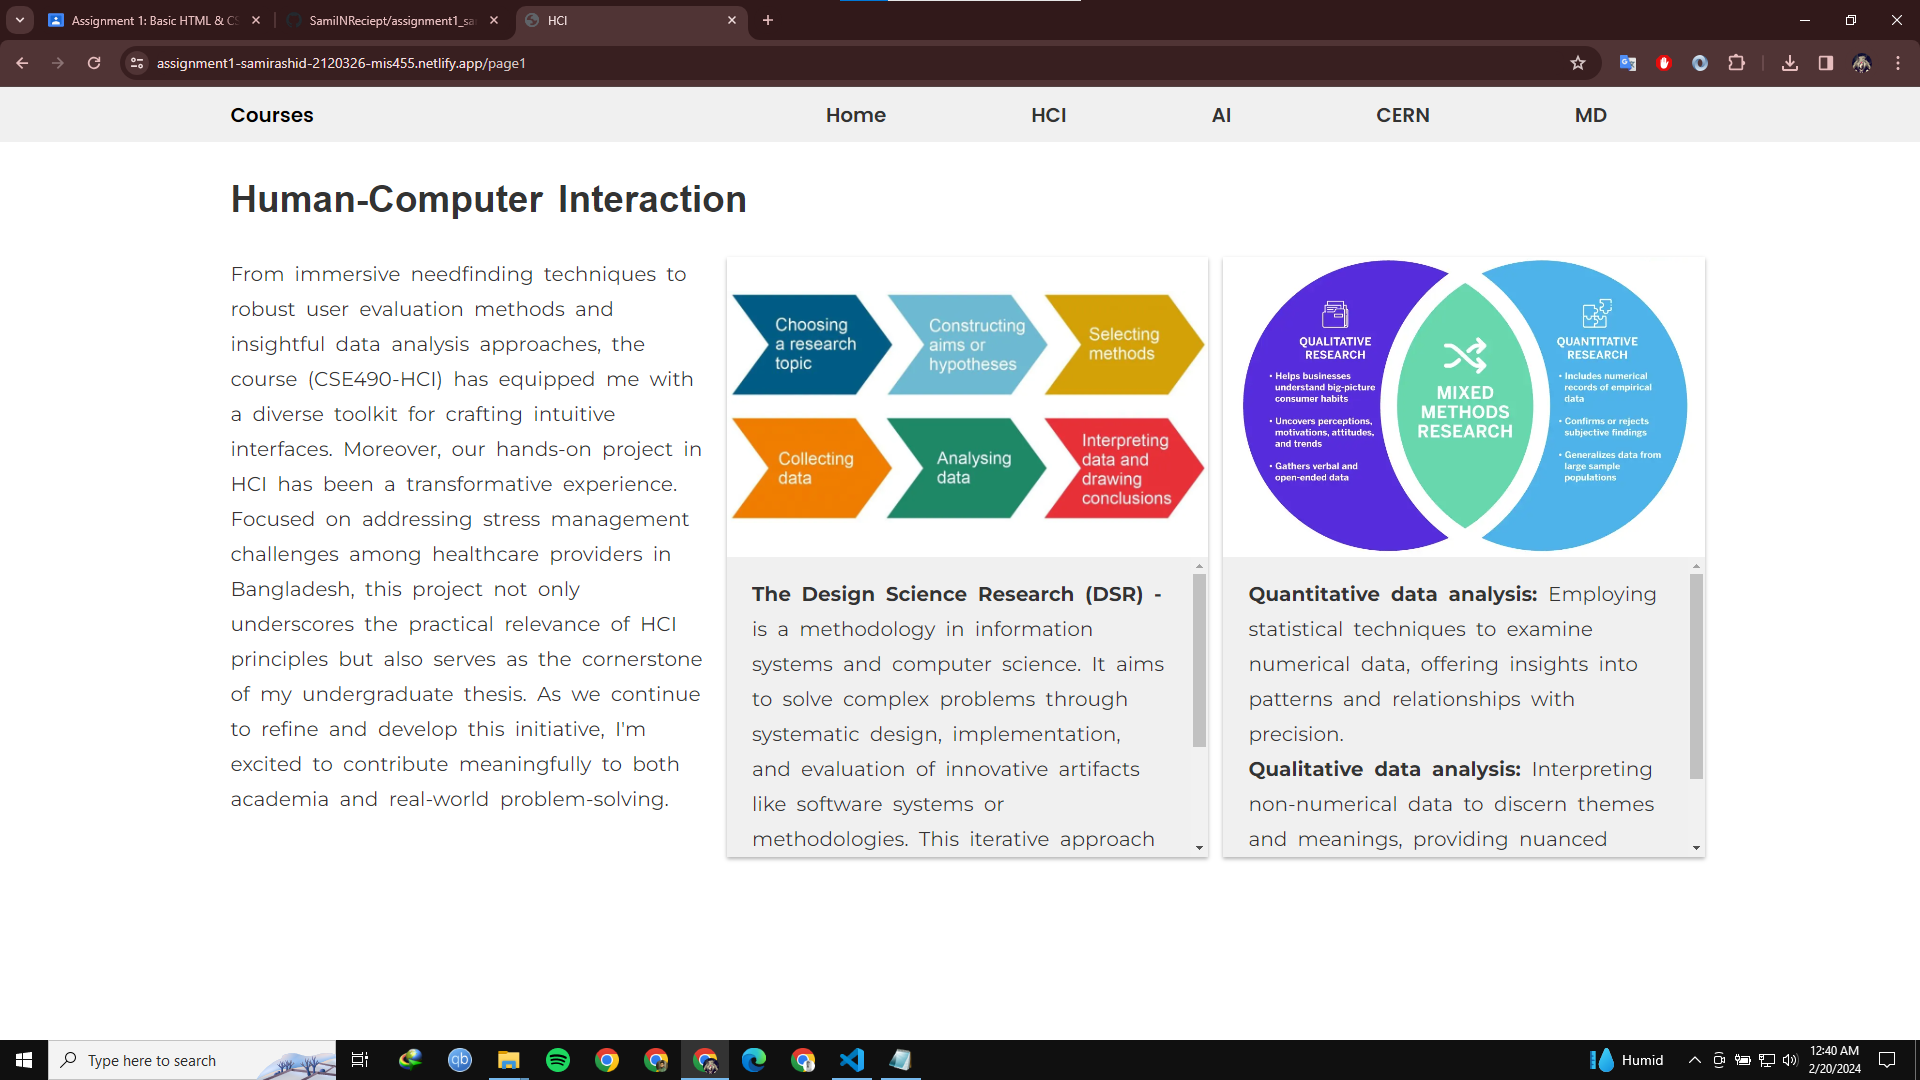 Assignment 1: Basic HTML & CS
SamiINReciept/assignment1_sa
HCI
assignment1-samirashid-2120326-mis455.netlify.app/page1
Courses
Home
HCI
AI
CERN
MD
Human-Computer Interaction
From immersive needfinding techniques to
robust user evaluation methods and
insightful data analysis approaches, the
course (CSE490-HCI) has equipped me with
a diverse toolkit for crafting intuitive
interfaces. Moreover, our hands-on project in
HCI has been a transformative experience.
Focused on addressing stress management
challenges among healthcare providers in
Bangladesh, this project not only
underscores the practical relevance of HCI
principles but also serves as the cornerstone
of my undergraduate thesis. As we continue
to refine and develop this initiative, I'm
excited to contribute meaningfully to both
academia and real-world problem-solving.
Choosing
a research
topic
Constructing
aims or
hypotheses
Selecting
methods
Collecting
data
Analysing
data
Interpreting
data and
drawing
conclusions
The Design Science Research (DSR) -
is a methodology in information
systems and computer science. It aims
to solve complex problems through
systematic design, implementation,
and evaluation of innovative artifacts
like software systems or
methodologies. This iterative approach
QUALITATIVE
RESEARCH
• Helps businesses
understand big-picture
consumer habits
• Uncovers perceptions,
motivations, attitudes,
and trends
• Gathers verbal and
open-ended data
MIXED
METHODS
RESEARCH
QUANTITATIVE
RESEARCH
• Includes numerical
records of empirical
data
• Confirms or rejects
subjective findings
• Generalizes data from
large sample
populations
Quantitative data analysis: Employing
statistical techniques to examine
numerical data, offering insights into
patterns and relationships with
precision.
Qualitative data analysis: Interpreting
non-numerical data to discern themes
and meanings, providing nuanced
Type here to search
qb
Humid
12:40 AM
2/20/2024